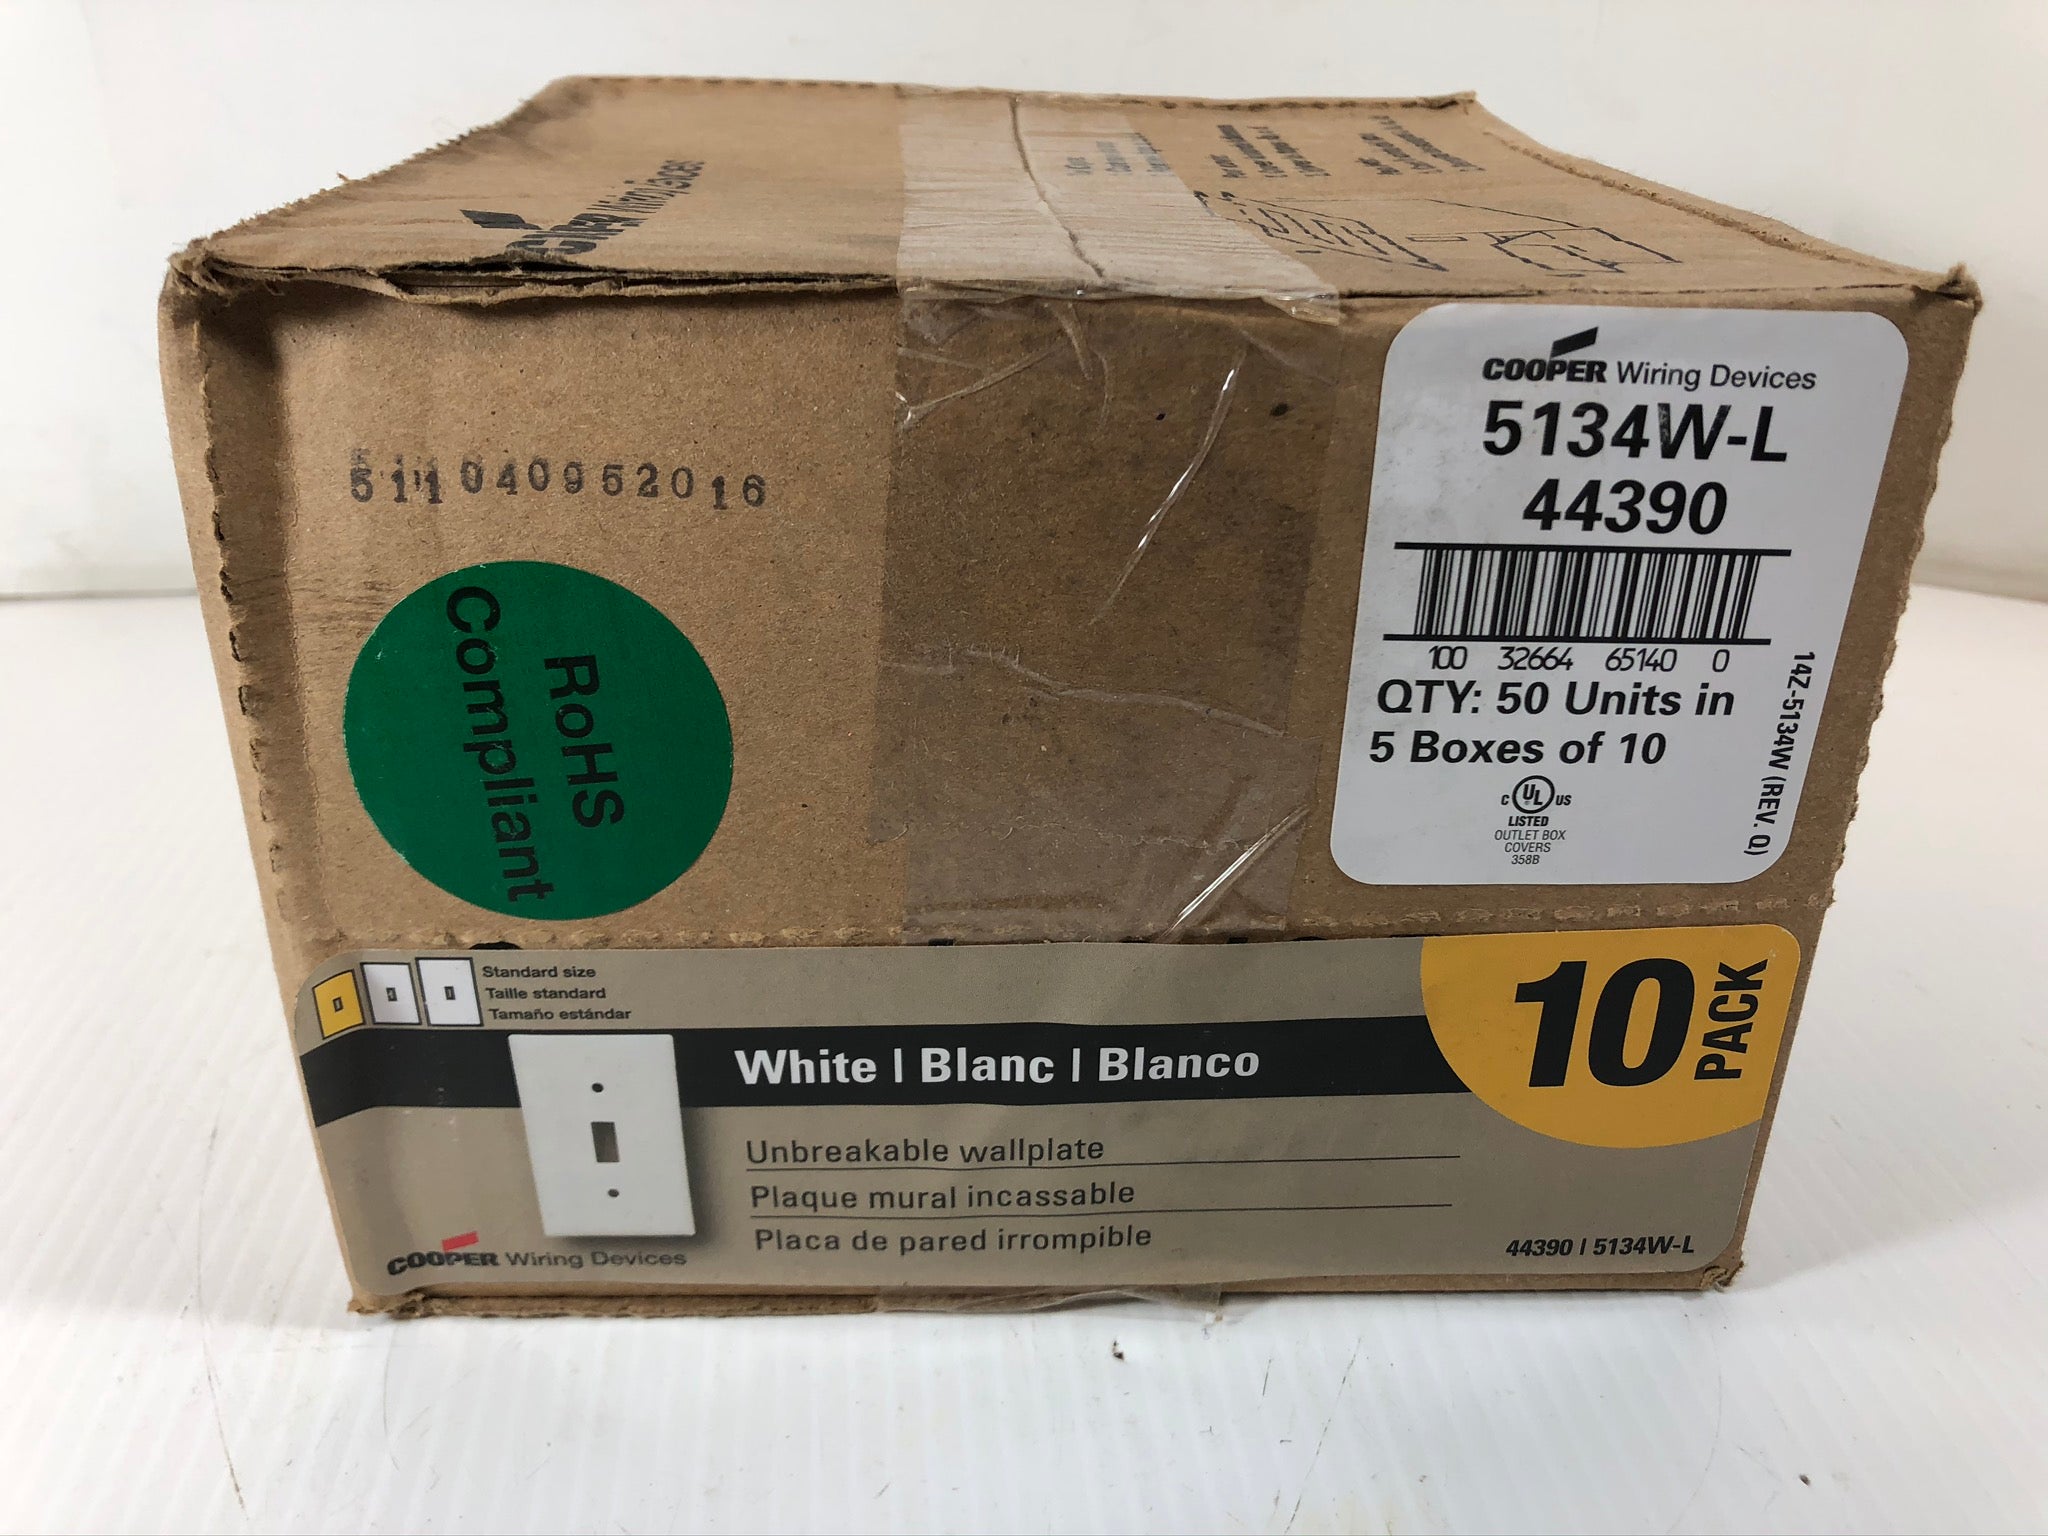 COOPER Wiring Devices
5134W-L
44390
100 32664 65140 0
QTY: 50 Units in
5 Boxes of 10
C UL US
LISTED
OUTLET BOX
COVERS
358B
14Z-5134W (REV. Q)
RoHS
Compliant
Standard size
Taille standard
Tamaño estándar
White | Blanc | Blanco
10 PACK
Unbreakable wallplate
Plaque mural incassable
Placa de pared irrompible
COOPER Wiring Devices
44390 | 5134W-L